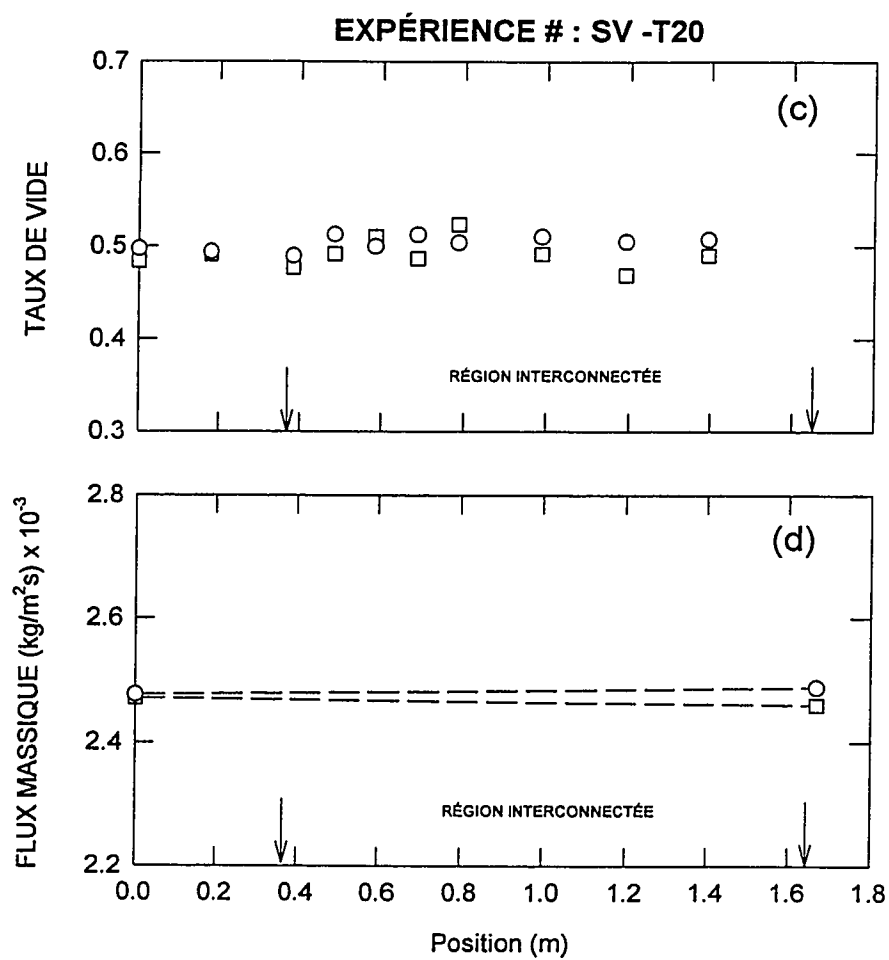 EXPÉRIENCE # : SV -T20
0.7
(c)
0.6
TAUX DE VIDE
0.5
0.4
RÉGION INTERCONNECTÉE
0.3
2.8
(d)
FLUX MASSIQUE (kg/m²s) x 10⁻³
2.6
2.4
RÉGION INTERCONNECTÉE
2.2
0.0 0.2 0.4 0.6 0.8 1.0 1.2 1.4 1.6 1.8
Position (m)